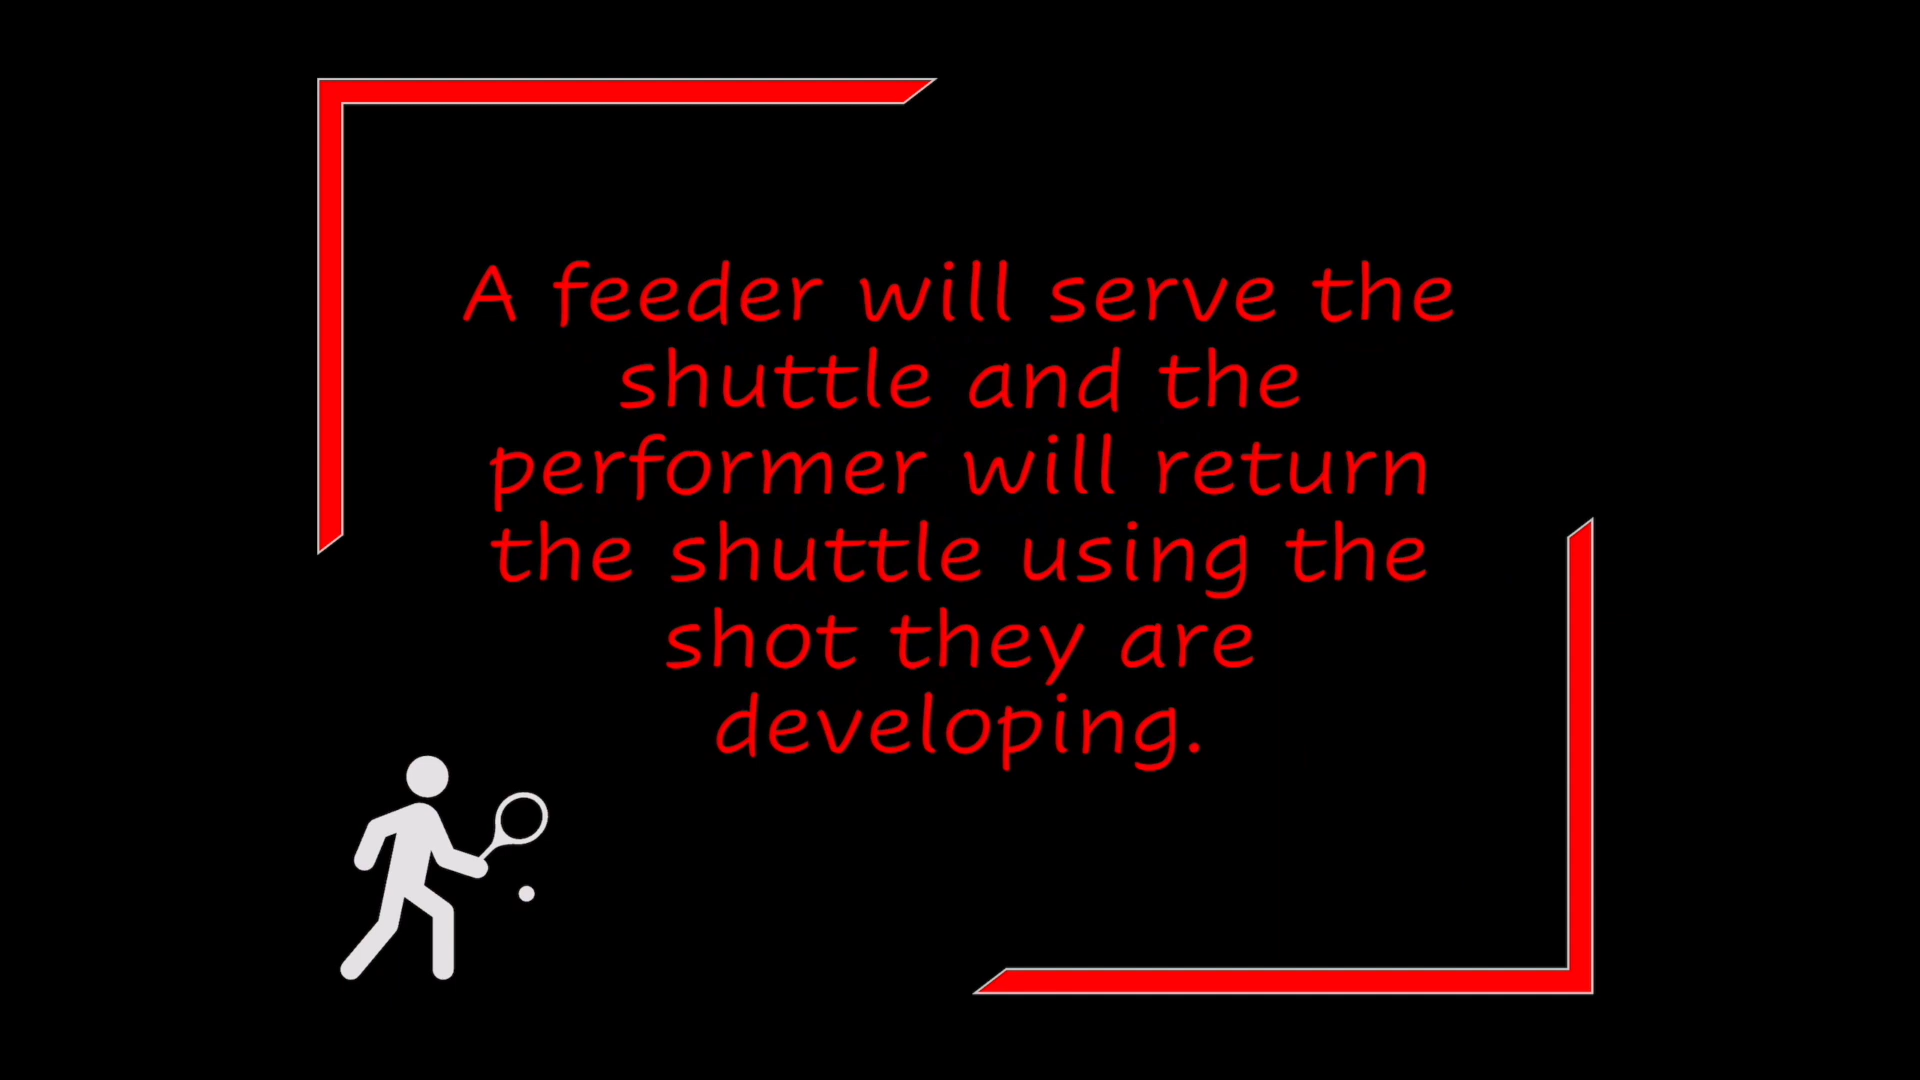 A feeder will serve the
shuttle and the
performer will return
the shuttle using the
shot they are
developing.